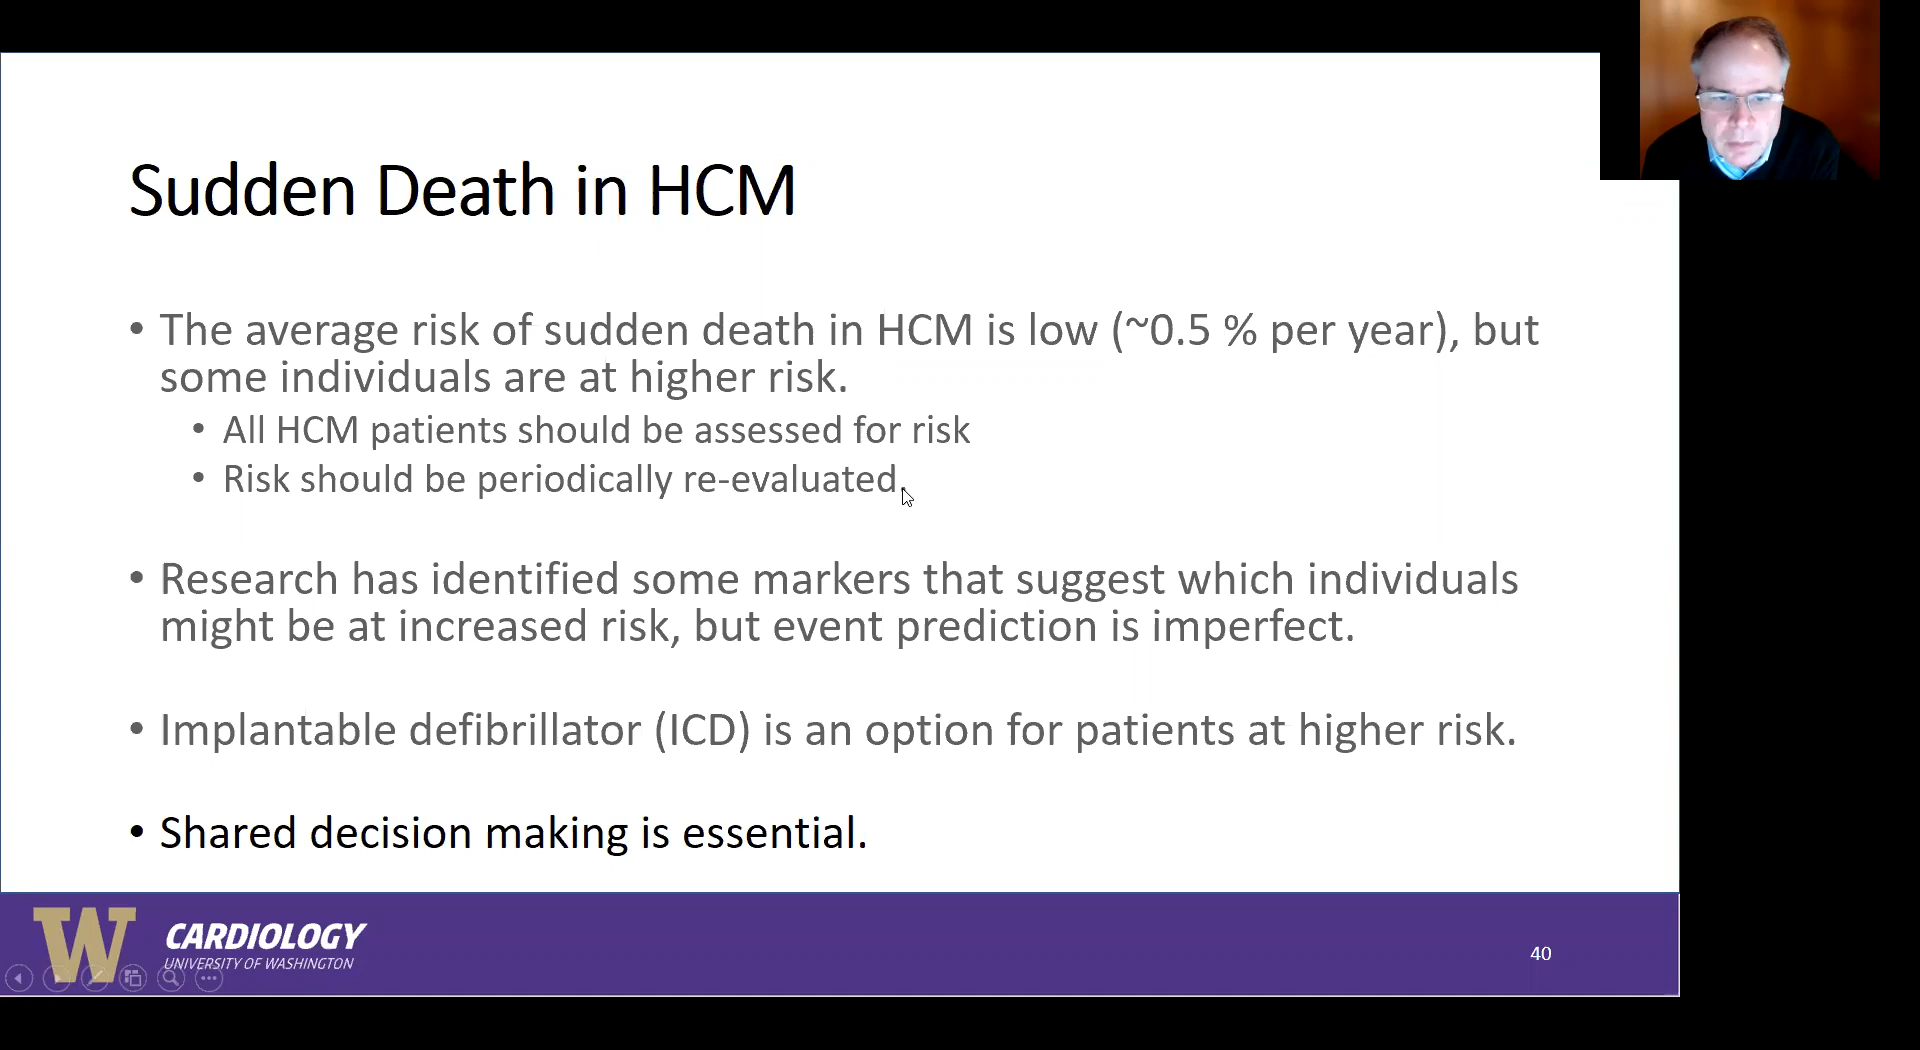 Sudden Death in HCM
• The average risk of sudden death in HCM is low (~0.5 % per year), but
some individuals are at higher risk.
• All HCM patients should be assessed for risk
• Risk should be periodically re-evaluated.
• Research has identified some markers that suggest which individuals
might be at increased risk, but event prediction is imperfect.
• Implantable defibrillator (ICD) is an option for patients at higher risk.
• Shared decision making is essential.
W
CARDIOLOGY
UNIVERSITY OF WASHINGTON
40